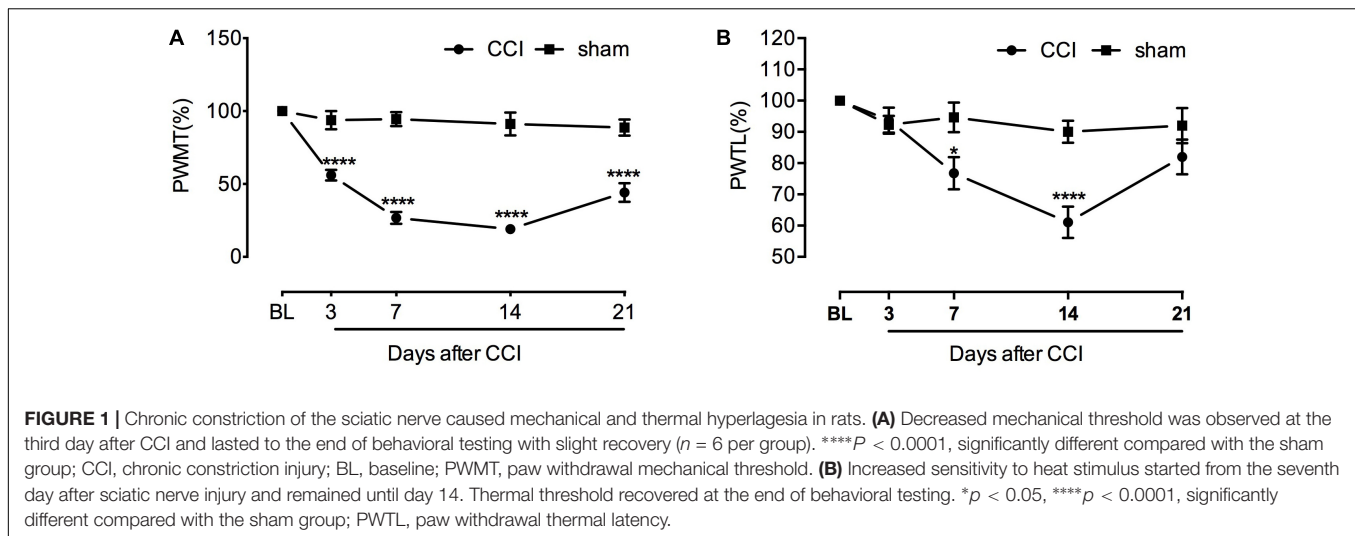 A
150
100
50
0
PWMT(%)
CCI sham
****
****
****
****
BL 3 7 14 21
Days after CCI
B
120
110
100
90
80
70
60
50
PWTL(%)
CCI sham
*
****
BL 3 7 14 21
Days after CCI
FIGURE 1 | Chronic constriction of the sciatic nerve caused mechanical and thermal hyperlagesia in rats. (A) Decreased mechanical threshold was observed at the
third day after CCI and lasted to the end of behavioral testing with slight recovery (n = 6 per group). ****P < 0.0001, significantly different compared with the sham
group; CCI, chronic constriction injury; BL, baseline; PWMT, paw withdrawal mechanical threshold. (B) Increased sensitivity to heat stimulus started from the seventh
day after sciatic nerve injury and remained until day 14. Thermal threshold recovered at the end of behavioral testing. *p < 0.05, ****p < 0.0001, significantly
different compared with the sham group; PWTL, paw withdrawal thermal latency.